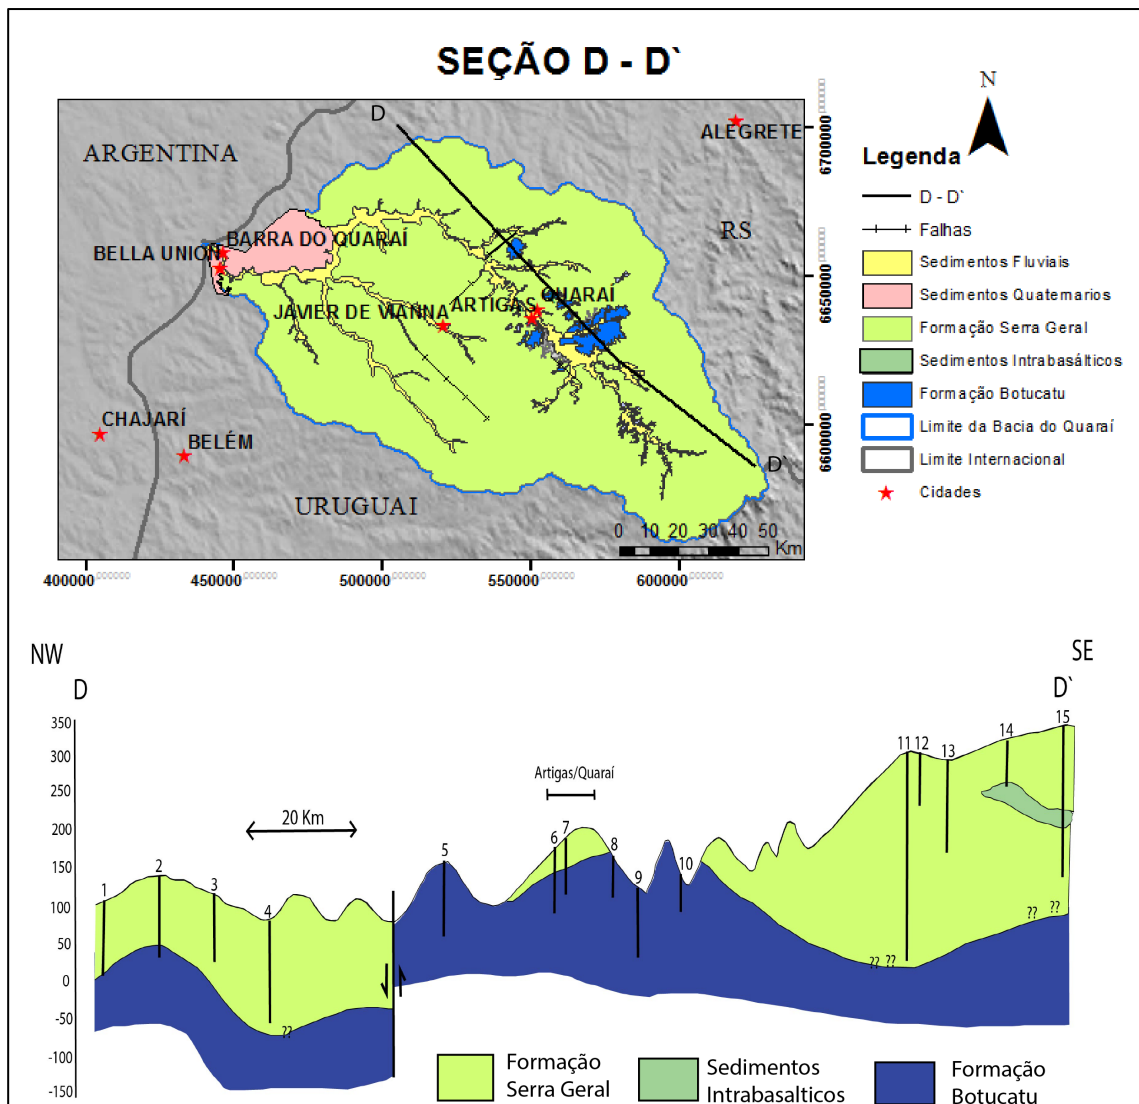 SEÇÃO D - D`
N
D
ALEGRETE
ARGENTINA
RS
BARRA DO QUARAÍ
BELLA UNION
JAVIER DE VIANNA
ARTIGAS
QUARAÍ
CHAJARÍ
BELÉM
URUGUAI
D`
0 10 20 30 40 50
Km
6700000
6650000
6600000
400000
450000
500000
550000
600000
Legenda
D - D`
Falhas
Sedimentos Fluviais
Sedimentos Quaternarios
Formação Serra Geral
Sedimentos Intrabasálticos
Formação Botucatu
Limite da Bacia do Quaraí
Limite Internacional
Cidades
NW
SE
D
D`
350
300
250
200
150
100
50
0
-50
-100
-150
20 Km
Artigas/Quaraí
1
2
3
4
5
6
7
8
9
10
11
12
13
14
15
??
?? ??
?? ??
Formação
Serra Geral
Sedimentos
Intrabasalticos
Formação
Botucatu